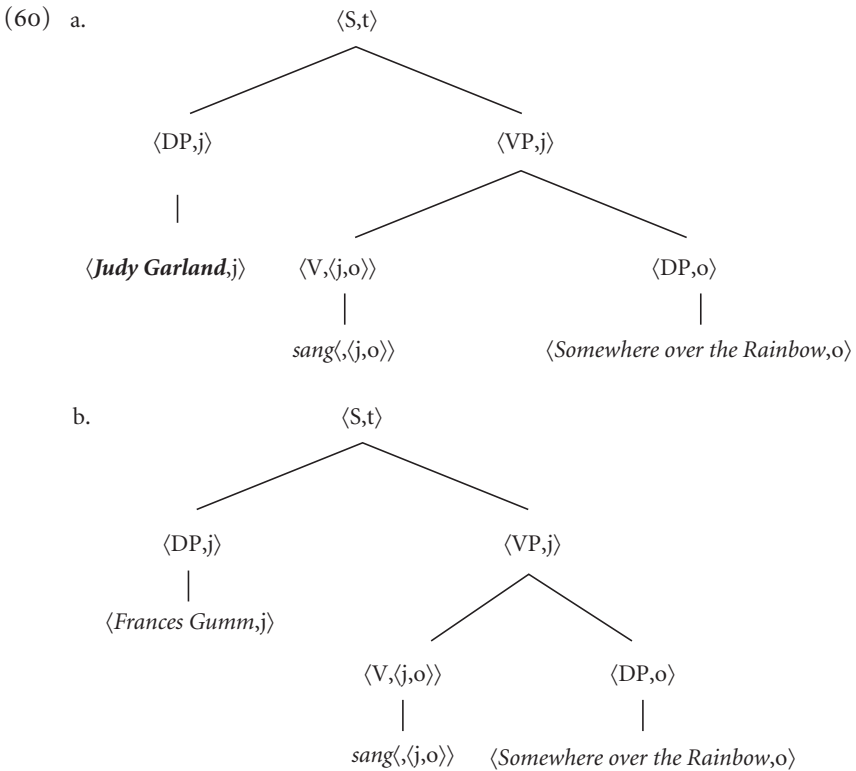 (60) a. ⟨S,t⟩
⟨DP,j⟩ ⟨VP,j⟩
⟨Judy Garland,j⟩ ⟨V,⟨j,o⟩⟩ ⟨DP,o⟩
sang⟨,⟨j,o⟩⟩ ⟨Somewhere over the Rainbow,o⟩
b. ⟨S,t⟩
⟨DP,j⟩ ⟨VP,j⟩
⟨Frances Gumm,j⟩
⟨V,⟨j,o⟩⟩ ⟨DP,o⟩
sang⟨,⟨j,o⟩⟩ ⟨Somewhere over the Rainbow,o⟩